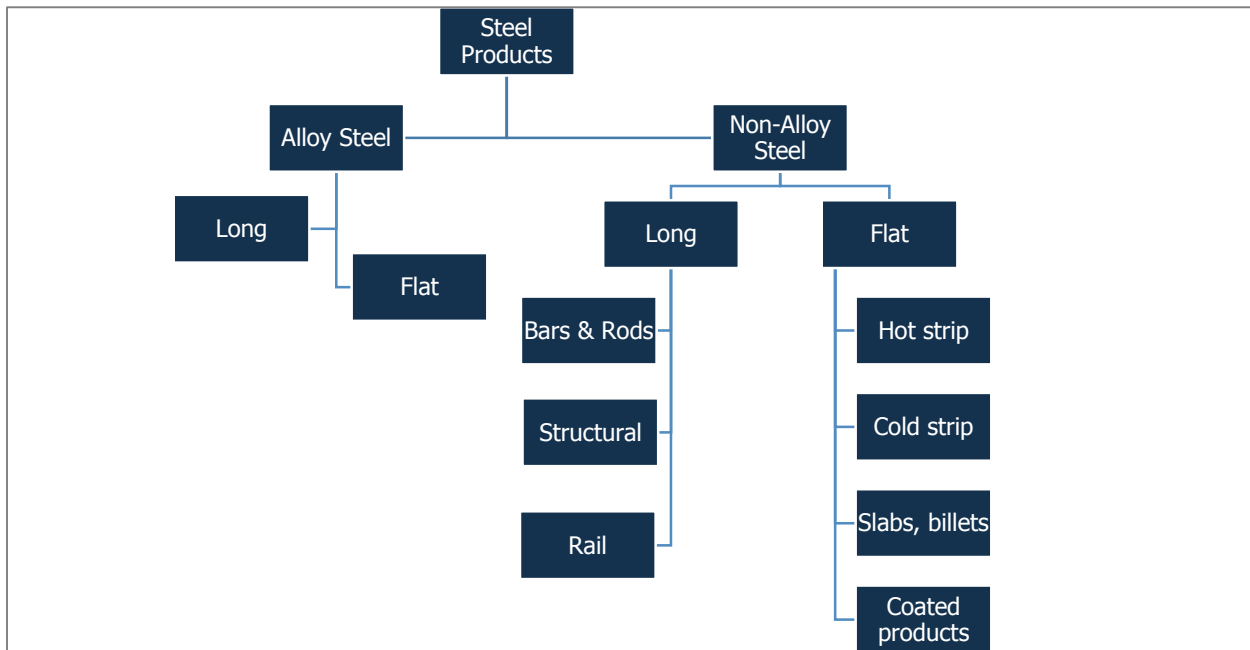 Steel
Products
Alloy Steel
Non-Alloy
Steel
Long
Flat
Long
Flat
Bars & Rods
Structural
Rail
Hot strip
Cold strip
Slabs, billets
Coated
products